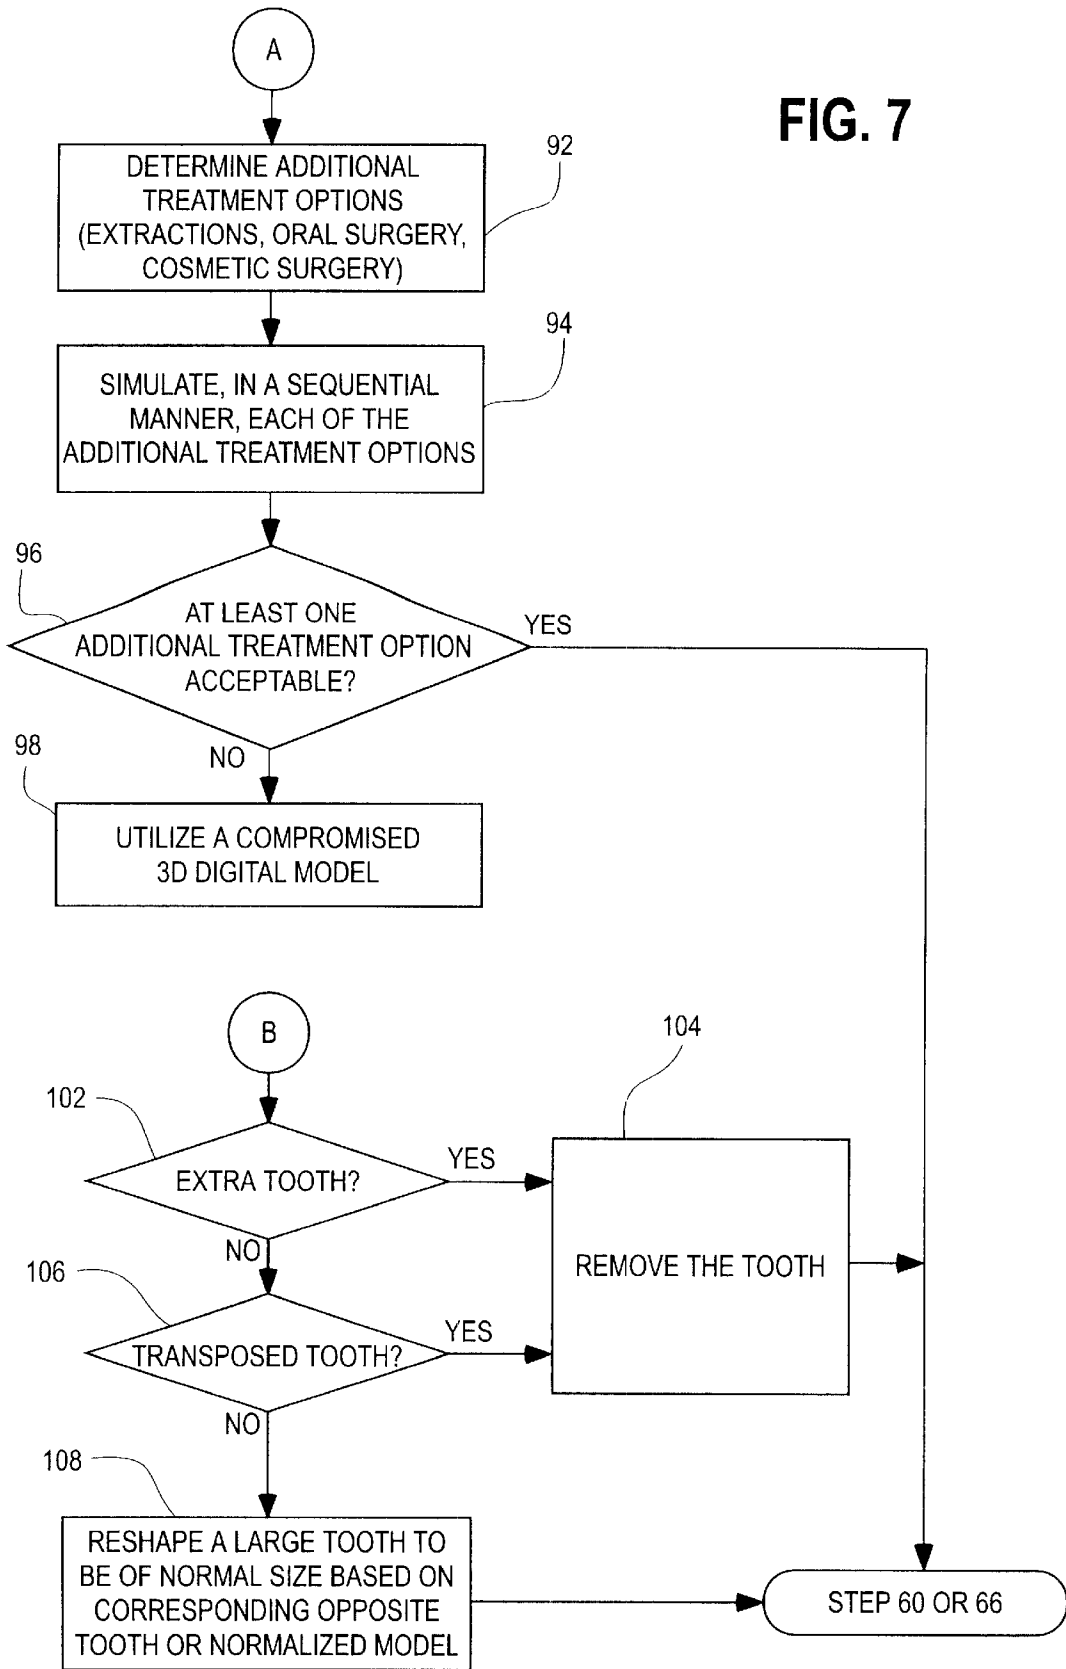 A
FIG. 7
92
DETERMINE ADDITIONAL
TREATMENT OPTIONS
(EXTRACTIONS, ORAL SURGERY,
COSMETIC SURGERY)
94
SIMULATE, IN A SEQUENTIAL
MANNER, EACH OF THE
ADDITIONAL TREATMENT OPTIONS
96
AT LEAST ONE
ADDITIONAL TREATMENT OPTION
ACCEPTABLE?
YES
NO
98
UTILIZE A COMPROMISED
3D DIGITAL MODEL
B
102
EXTRA TOOTH?
YES
NO
104
REMOVE THE TOOTH
106
TRANSPOSED TOOTH?
YES
NO
108
RESHAPE A LARGE TOOTH TO
BE OF NORMAL SIZE BASED ON
CORRESPONDING OPPOSITE
TOOTH OR NORMALIZED MODEL
STEP 60 OR 66